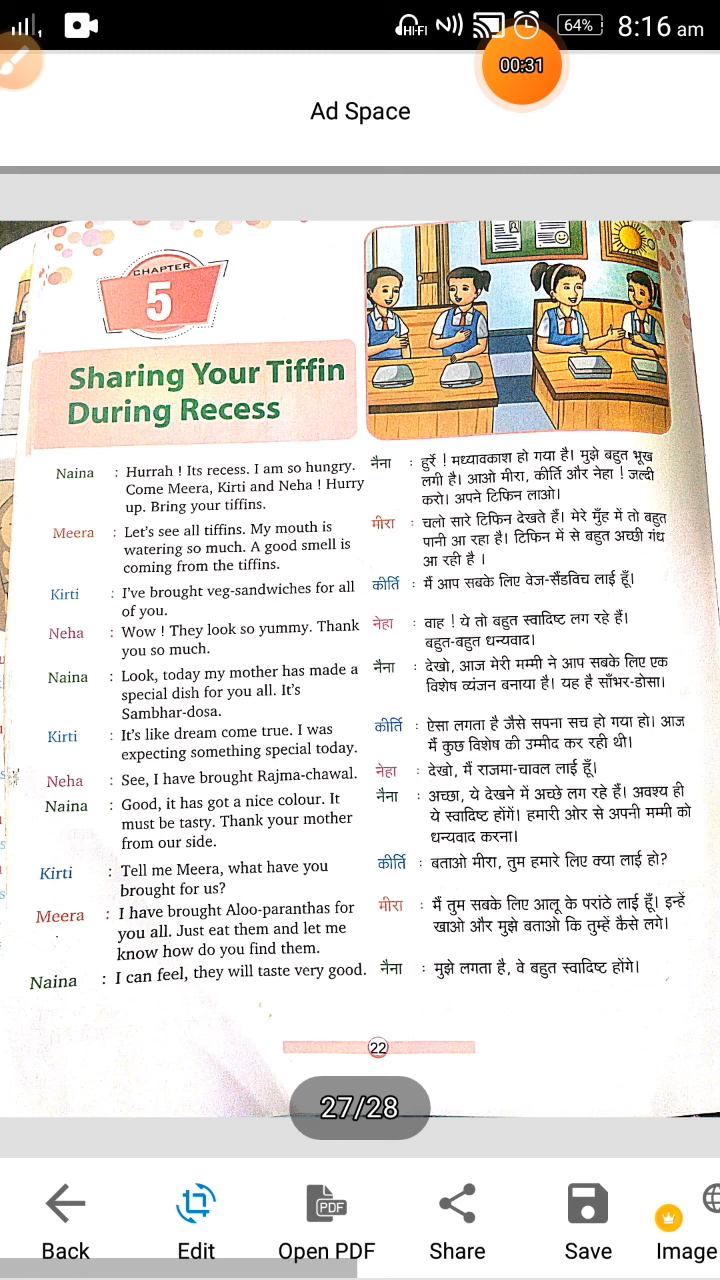 HI-FI
64%
8:16 am
00:31
Ad Space
CHAPTER
5
Sharing Your Tiffin
During Recess
Naina : Hurrah ! Its recess. I am so hungry.
Come Meera, Kirti and Neha ! Hurry
up. Bring your tiffins.
Meera : Let's see all tiffins. My mouth is
watering so much. A good smell is
coming from the tiffins.
Kirti : I've brought veg-sandwiches for all
of you.
Neha : Wow ! They look so yummy. Thank
you so much.
Naina : Look, today my mother has made a
special dish for you all. It's
Sambhar-dosa.
Kirti : It's like dream come true. I was
expecting something special today.
Neha : See, I have brought Rajma-chawal.
Naina : Good, it has got a nice colour. It
must be tasty. Thank your mother
from our side.
Kirti : Tell me Meera, what have you
brought for us?
Meera : I have brought Aloo-paranthas for
you all. Just eat them and let me
know how do you find them.
Naina : I can feel, they will taste very good.
नैना : हुर्रे ! मध्यावकाश हो गया है। मुझे बहुत भूख
लगी है। आओ मीरा, कीर्ति और नेहा ! जल्दी
करो। अपने टिफिन लाओ।
मीरा : चलो सारे टिफिन देखते हैं। मेरे मुँह में तो बहुत
पानी आ रहा है। टिफिन में से बहुत अच्छी गंध
आ रही है ।
कीर्ति : मैं आप सबके लिए वेज-सैंडविच लाई हूँ।
नेहा : वाह ! ये तो बहुत स्वादिष्ट लग रहे हैं।
बहुत-बहुत धन्यवाद।
नैना : देखो, आज मेरी मम्मी ने आप सबके लिए एक
विशेष व्यंजन बनाया है। यह है साँभर-डोसा।
कीर्ति : ऐसा लगता है जैसे सपना सच हो गया हो। आज
मैं कुछ विशेष की उम्मीद कर रही थी।
नेहा : देखो, मैं राजमा-चावल लाई हूँ।
नैना : अच्छा, ये देखने में अच्छे लग रहे हैं। अवश्य ही
ये स्वादिष्ट होंगें। हमारी ओर से अपनी मम्मी को
धन्यवाद करना।
कीर्ति : बताओ मीरा, तुम हमारे लिए क्या लाई हो?
मीरा : मैं तुम सबके लिए आलू के परांठे लाई हूँ। इन्हें
खाओ और मुझे बताओ कि तुम्हें कैसे लगे।
नैना : मुझे लगता है, वे बहुत स्वादिष्ट होंगे।
22
27/28
PDF
Back
Edit
Open PDF
Share
Save
Image